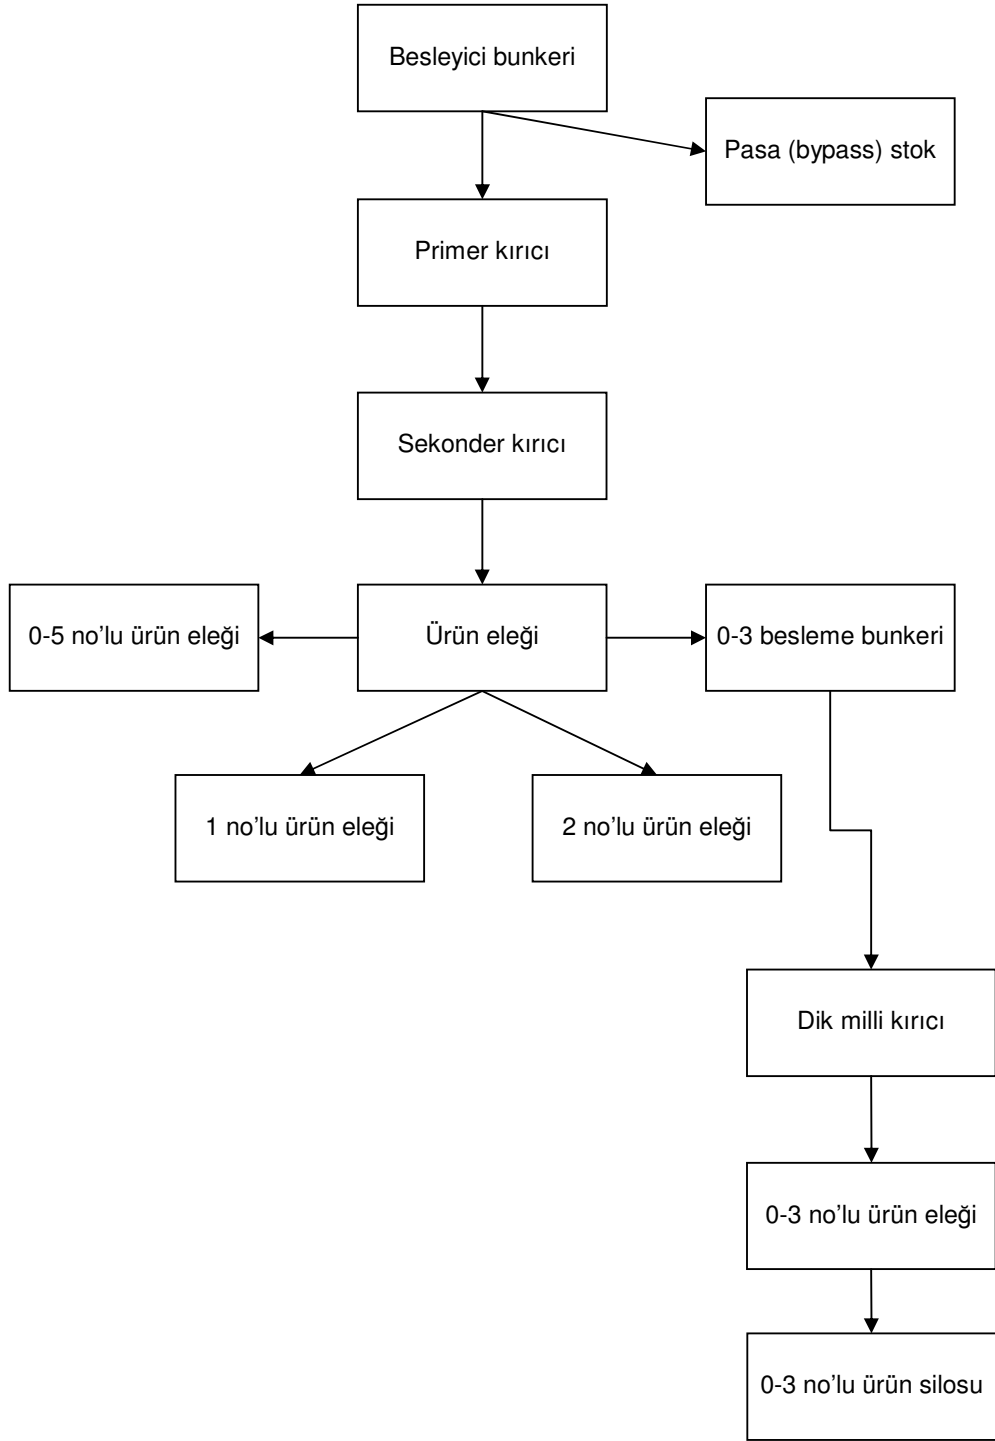 Besleyici bunkeri
Pasa (bypass) stok
Primer kırıcı
Sekonder kırıcı
0-5 no’lu ürün eleği
Ürün eleği
0-3 besleme bunkeri
1 no’lu ürün eleği
2 no’lu ürün eleği
Dik milli kırıcı
0-3 no’lu ürün eleği
0-3 no’lu ürün silosu